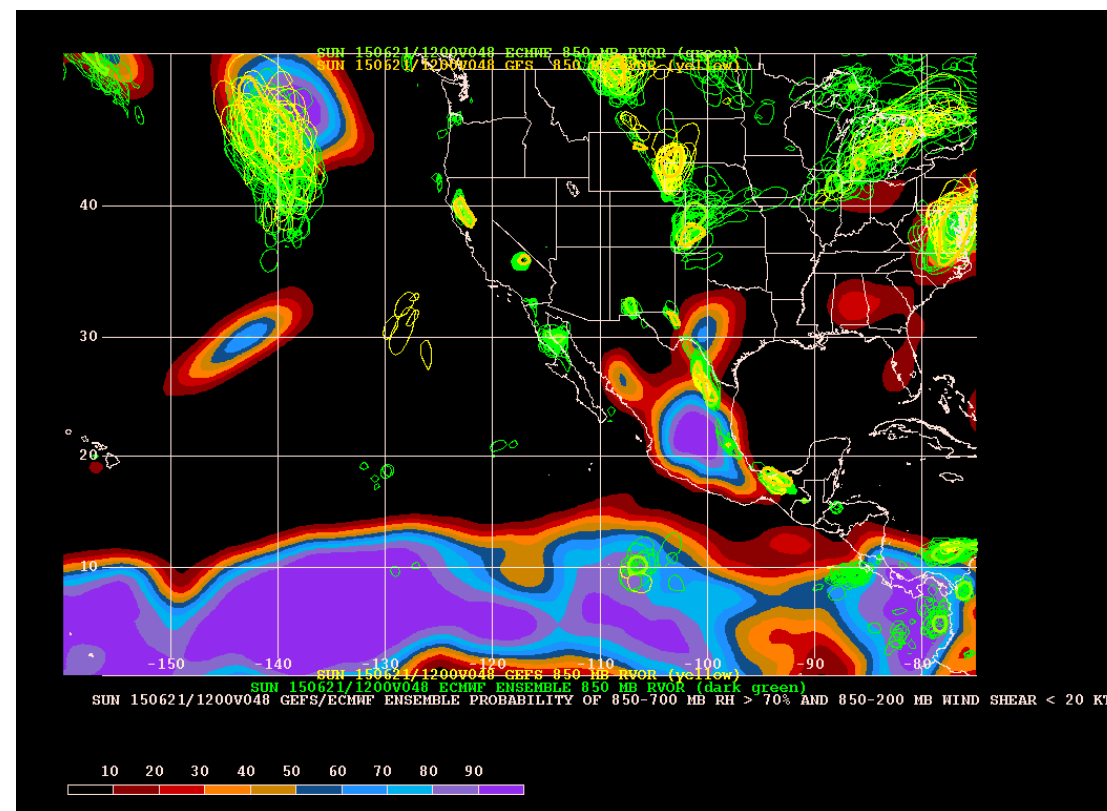 SUN 150621/1200V048 ECMWF 850 MB RVOR (green)
SUN 150621/1200V048 GFS  850 MB RVOR (yellow)
40
30
20
10
-150 -140 -130 -120 -110 -100 -90 -80
SUN 150621/1200V048 GEFS 850 MB RVOR (yellow)
SUN 150621/1200V048 ECMWF ENSEMBLE 850 MB RVOR (dark green)
SUN 150621/1200V048 GEFS/ECMWF ENSEMBLE PROBABILITY OF 850-700 MB RH > 70% AND 850-200 MB WIND SHEAR < 20 KT
10 20 30 40 50 60 70 80 90